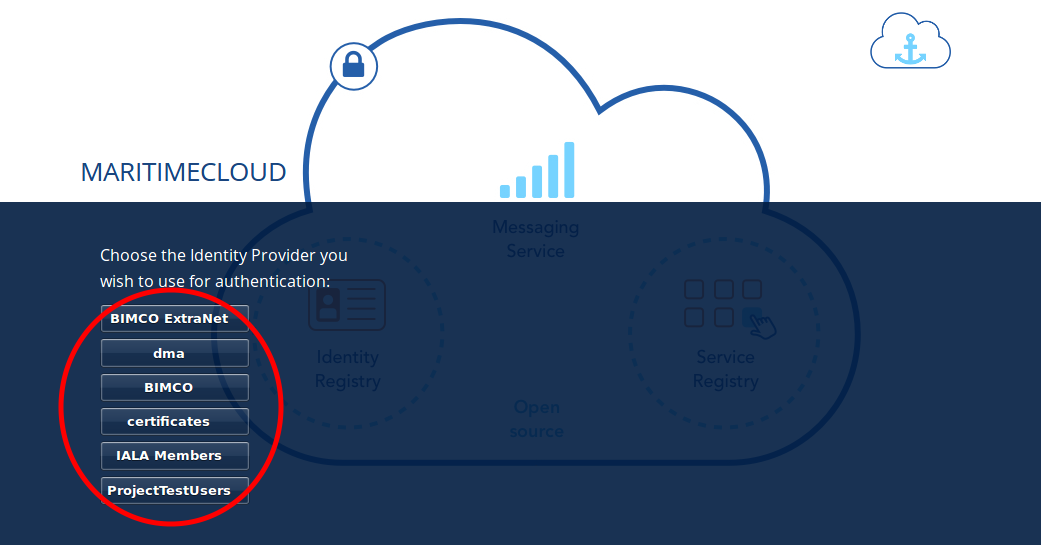 MARITIMECLOUD
Messaging
Service
Choose the Identity Provider you
wish to use for authentication:
BIMCO ExtraNet
dma
BIMCO
certificates
IALA Members
ProjectTestUsers
Identity
Registry
Service
Registry
Open
source